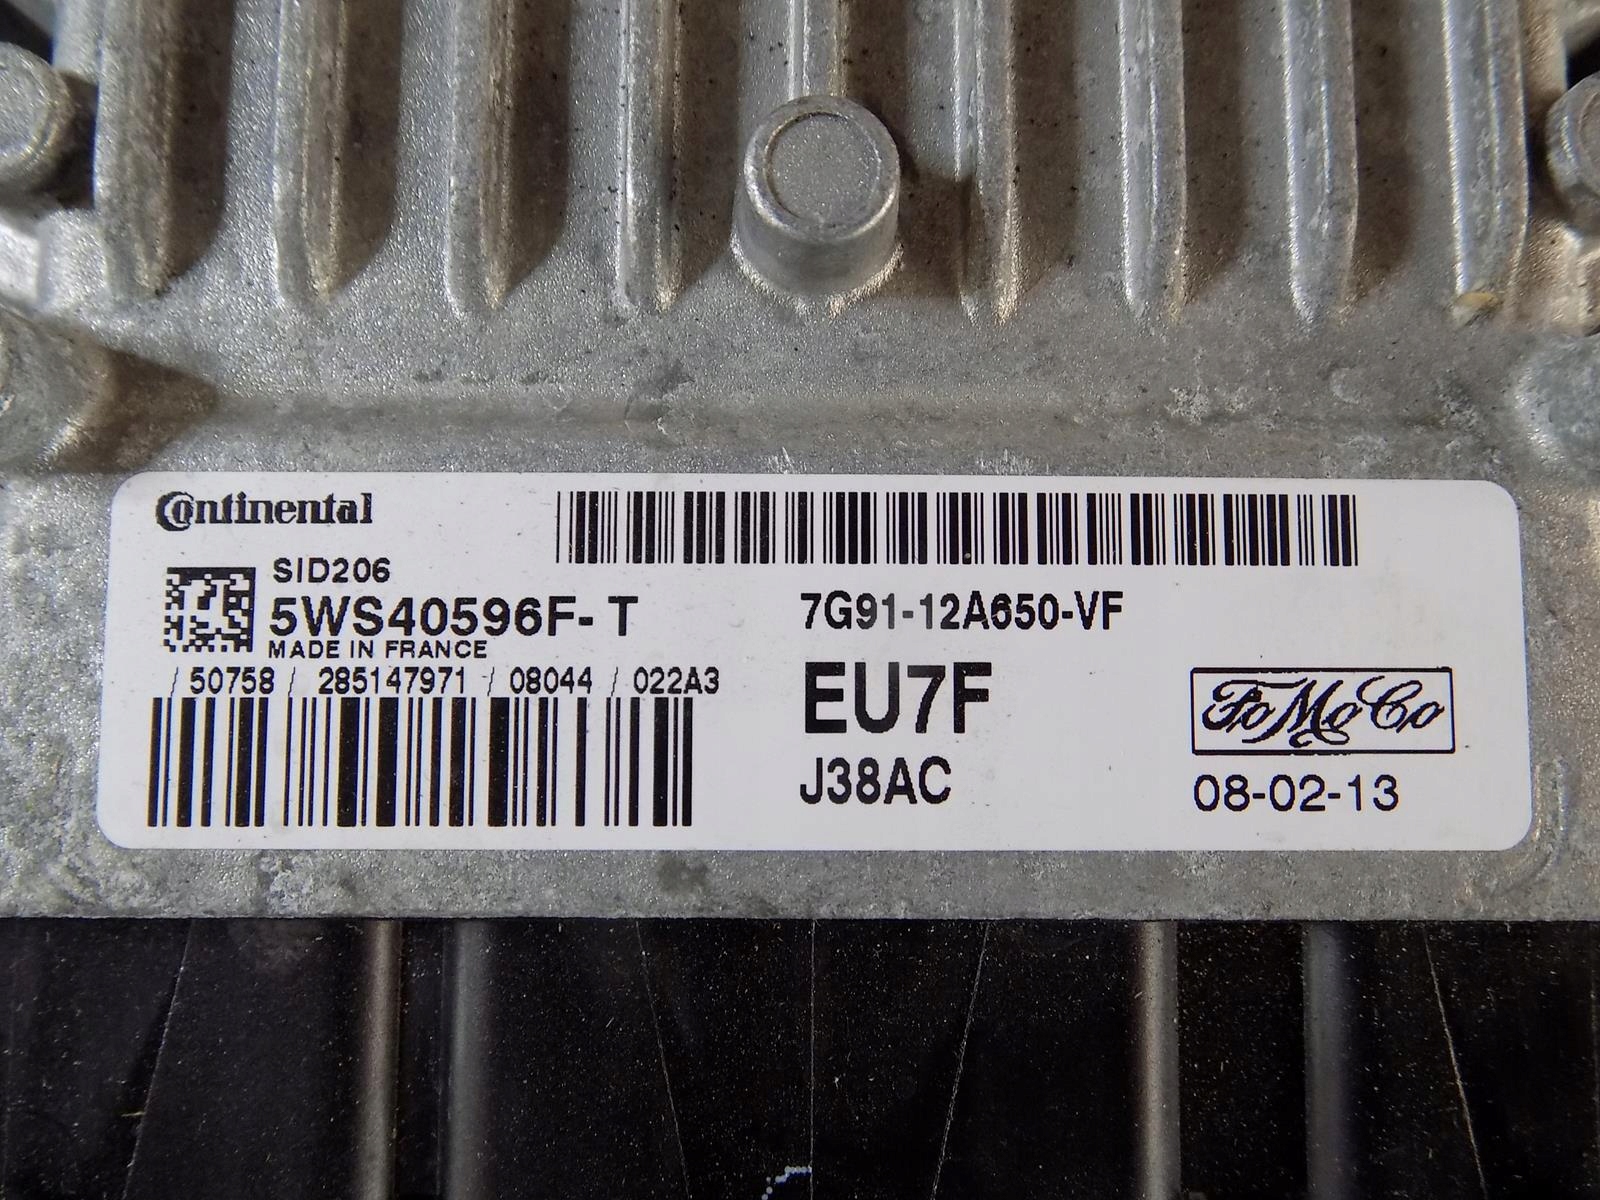 Continental
SID206
5WS40596F-T
MADE IN FRANCE
/50758 / 285147971 / 08044 / 022A3
7G91-12A650-VF
EU7F
J38AC
FoMoCo
08-02-13